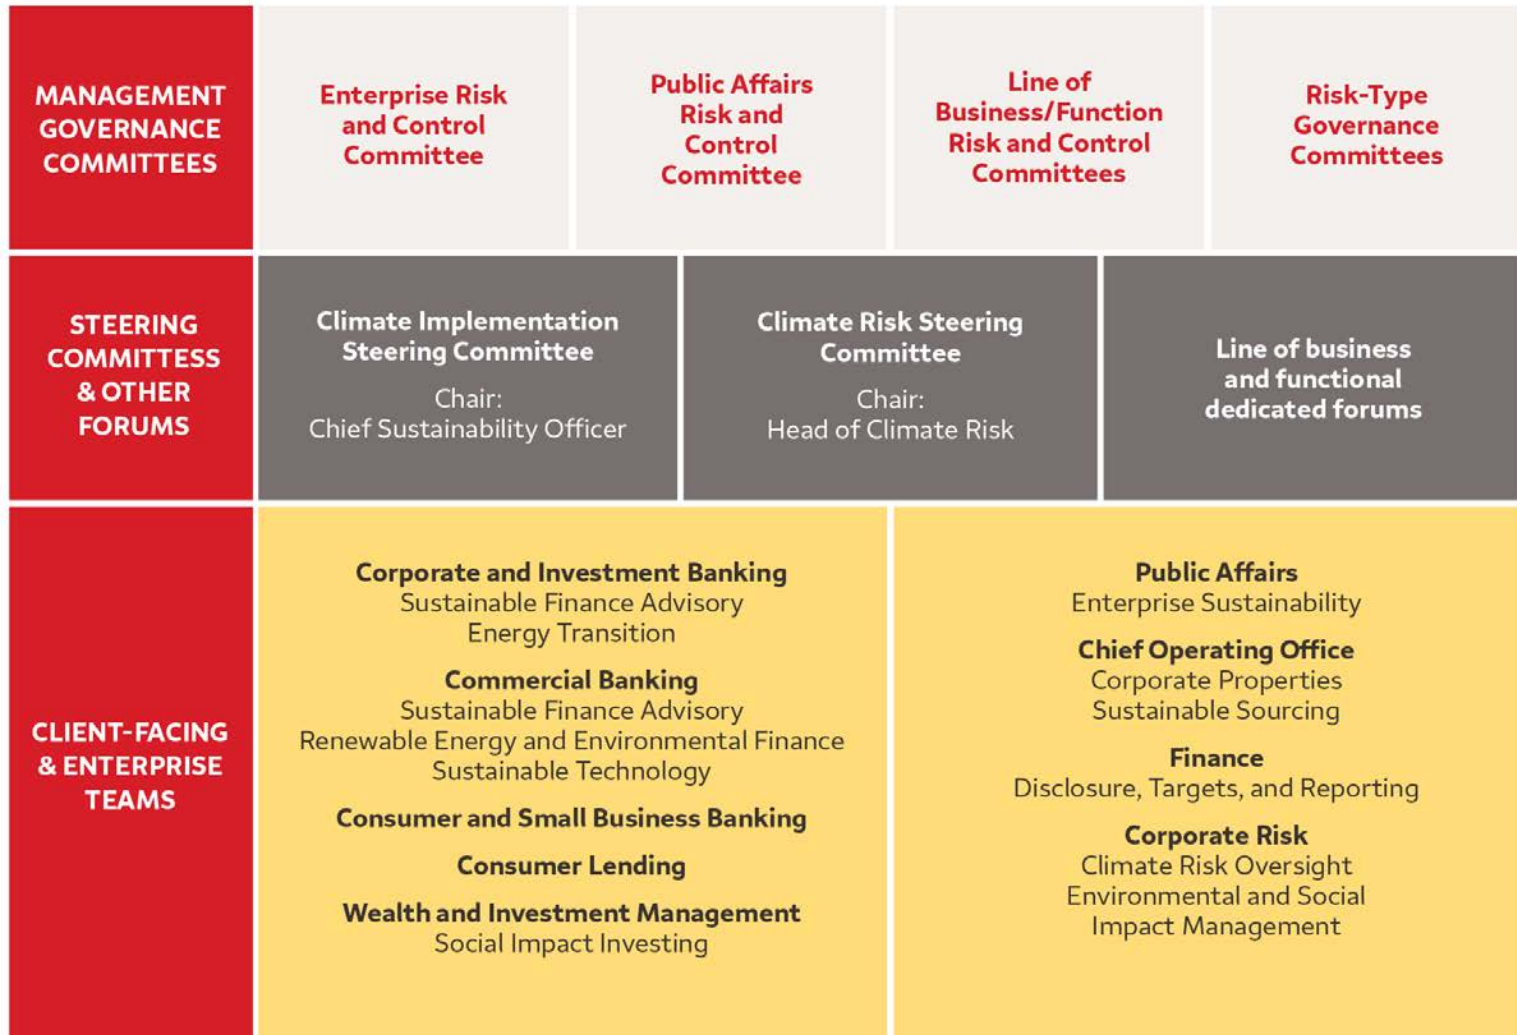 MANAGEMENT
GOVERNANCE
COMMITTEES
Enterprise Risk
and Control
Committee
Public Affairs
Risk and
Control
Committee
Line of
Business/Function
Risk and Control
Committees
Risk-Type
Governance
Committees
STEERING
COMMITTESS
& OTHER
FORUMS
Climate Implementation
Steering Committee
Chair:
Chief Sustainability Officer
Climate Risk Steering
Committee
Chair:
Head of Climate Risk
Line of business
and functional
dedicated forums
CLIENT-FACING
& ENTERPRISE
TEAMS
Corporate and Investment Banking
Sustainable Finance Advisory
Energy Transition
Commercial Banking
Sustainable Finance Advisory
Renewable Energy and Environmental Finance
Sustainable Technology
Consumer and Small Business Banking
Consumer Lending
Wealth and Investment Management
Social Impact Investing
Public Affairs
Enterprise Sustainability
Chief Operating Office
Corporate Properties
Sustainable Sourcing
Finance
Disclosure, Targets, and Reporting
Corporate Risk
Climate Risk Oversight
Environmental and Social
Impact Management